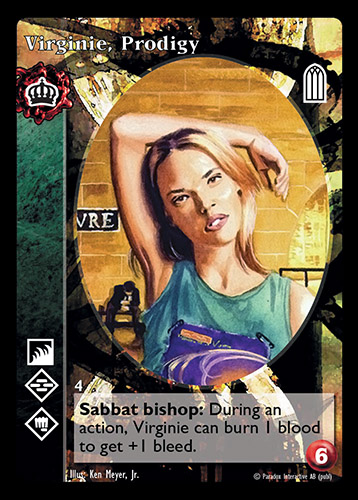 Virginie, Prodigy
VRE
4
Sabbat bishop: During an
action, Virginie can burn 1 blood
to get +1 bleed.
6
Illus: Ken Meyer, Jr.
© Paradox Interactive AB (publ)